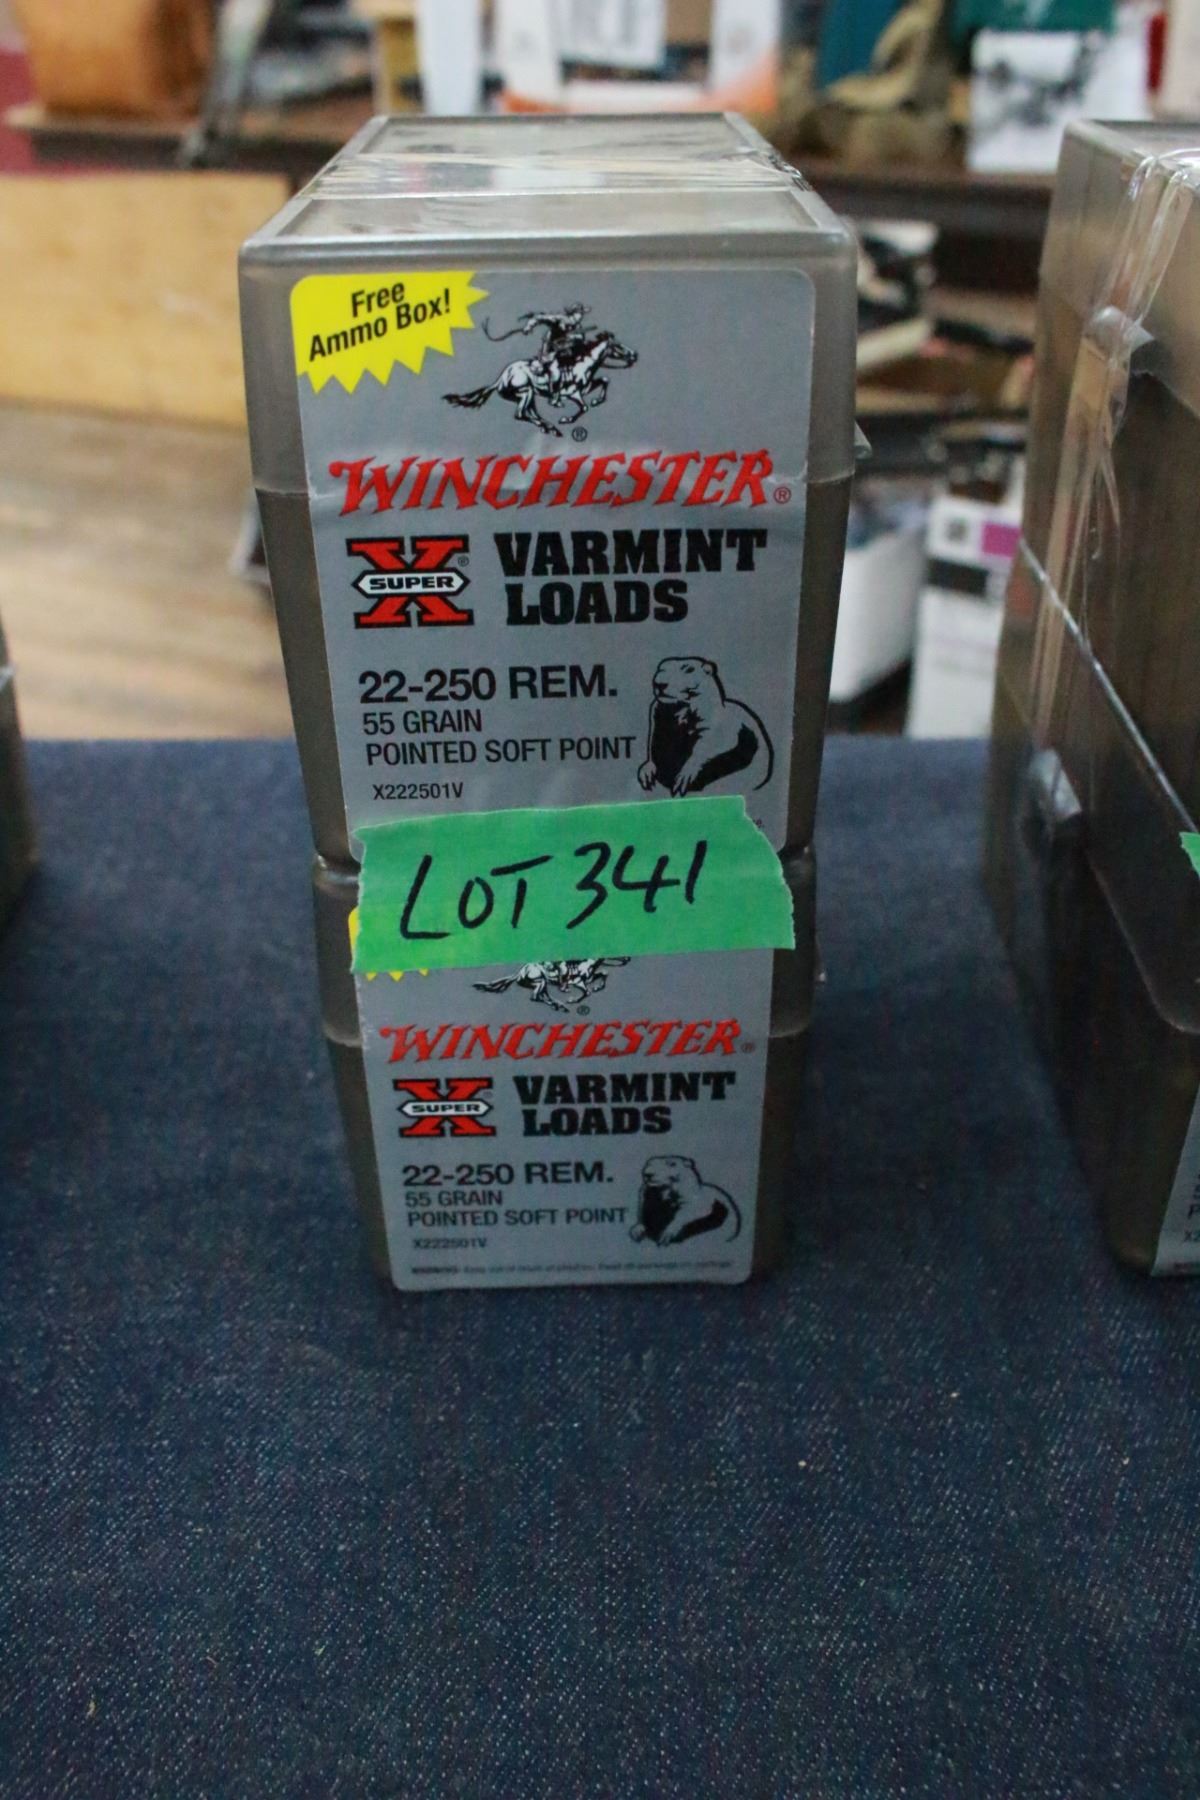 Free
Ammo Box!
®
WINCHESTER®
SUPER X®
VARMINT
LOADS
22-250 REM.
55 GRAIN
POINTED SOFT POINT
X222501V
LOT 341
®
WINCHESTER®
SUPER X
VARMINT
LOADS
22-250 REM.
55 GRAIN
POINTED SOFT POINT
X222501V